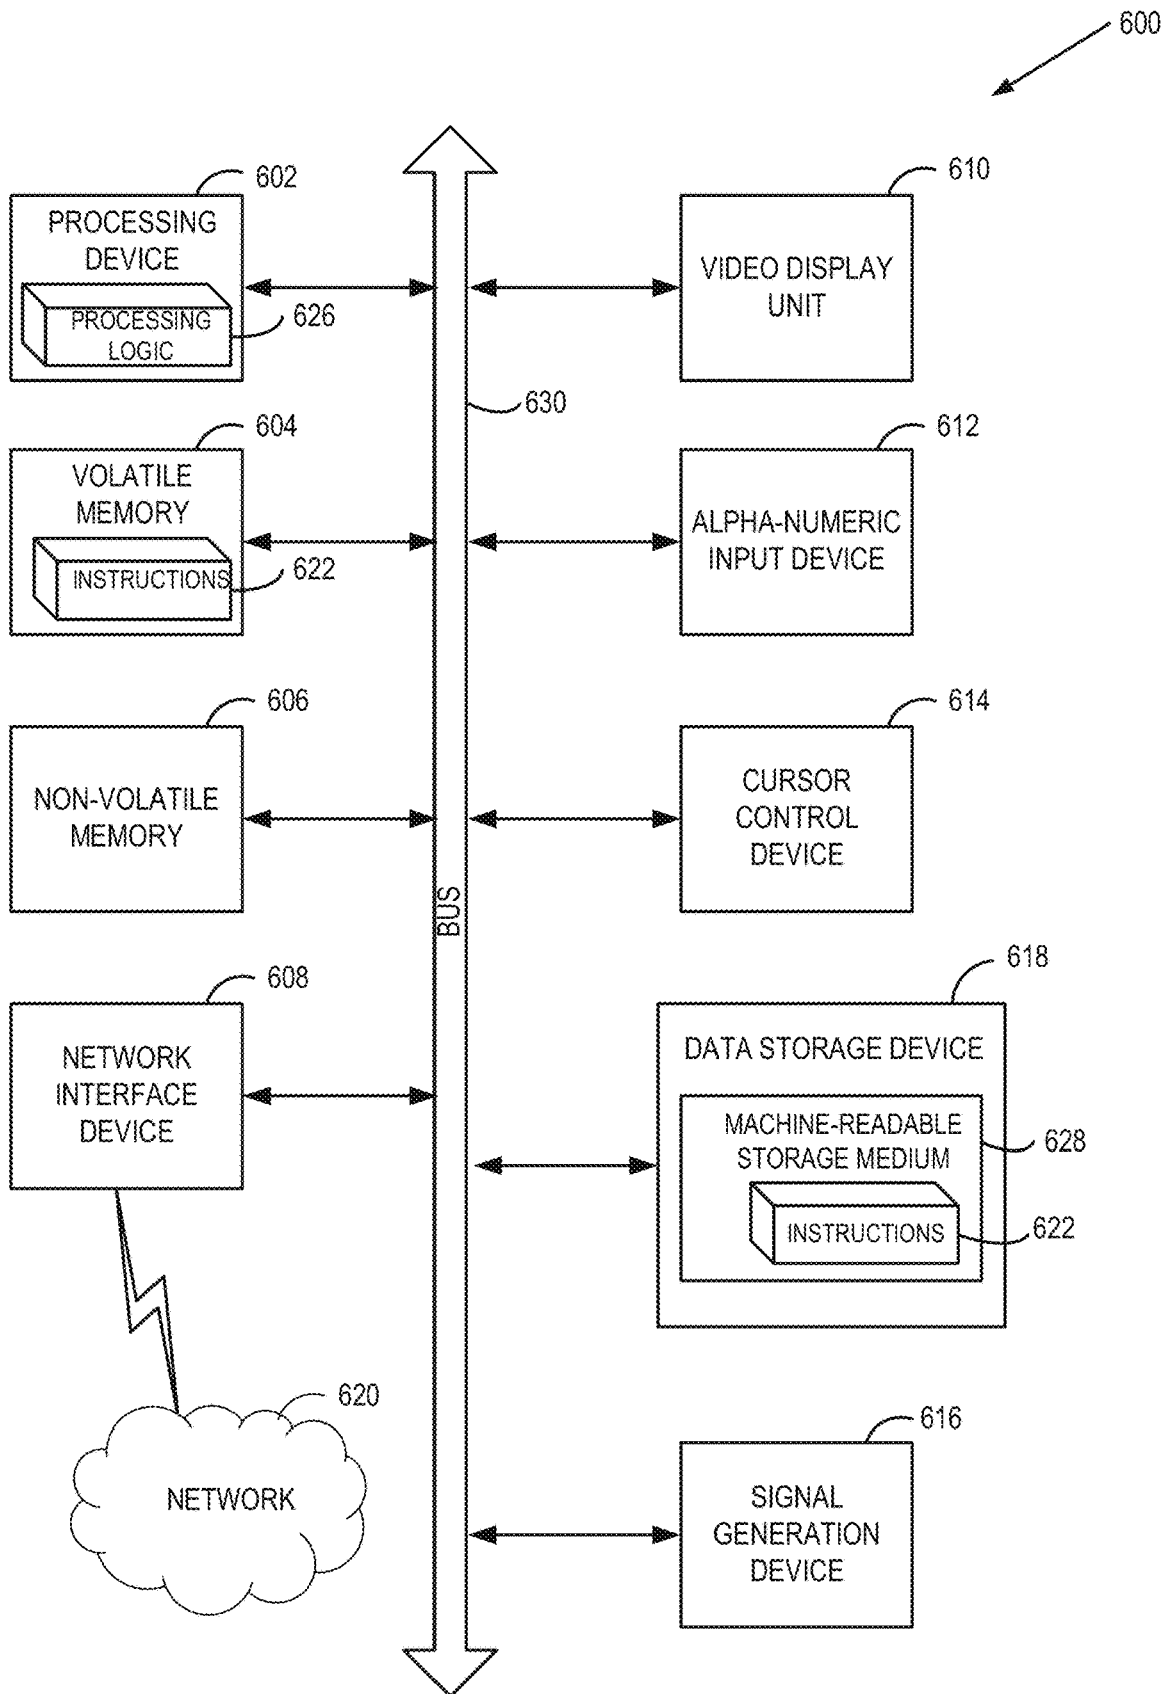 600
602
PROCESSING
DEVICE
PROCESSING
LOGIC
626
604
VOLATILE
MEMORY
INSTRUCTIONS
622
606
NON-VOLATILE
MEMORY
608
NETWORK
INTERFACE
DEVICE
620
NETWORK
630
BUS
610
VIDEO DISPLAY
UNIT
612
ALPHA-NUMERIC
INPUT DEVICE
614
CURSOR
CONTROL
DEVICE
618
DATA STORAGE DEVICE
MACHINE-READABLE
STORAGE MEDIUM
628
INSTRUCTIONS
622
616
SIGNAL
GENERATION
DEVICE